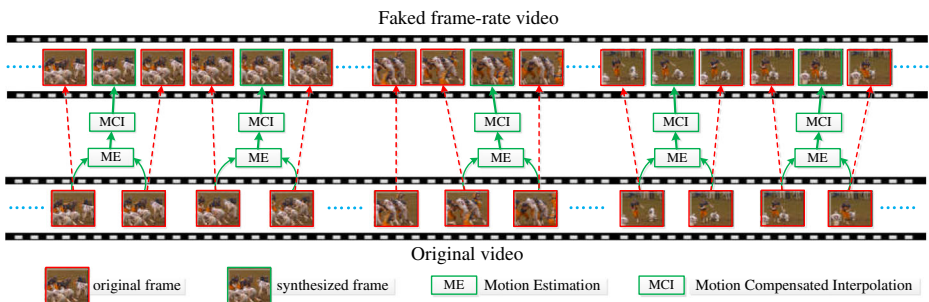 Faked frame-rate video
MCI MCI MCI MCI MCI
ME ME ME ME ME
Original video
original frame synthesized frame ME Motion Estimation MCI Motion Compensated Interpolation